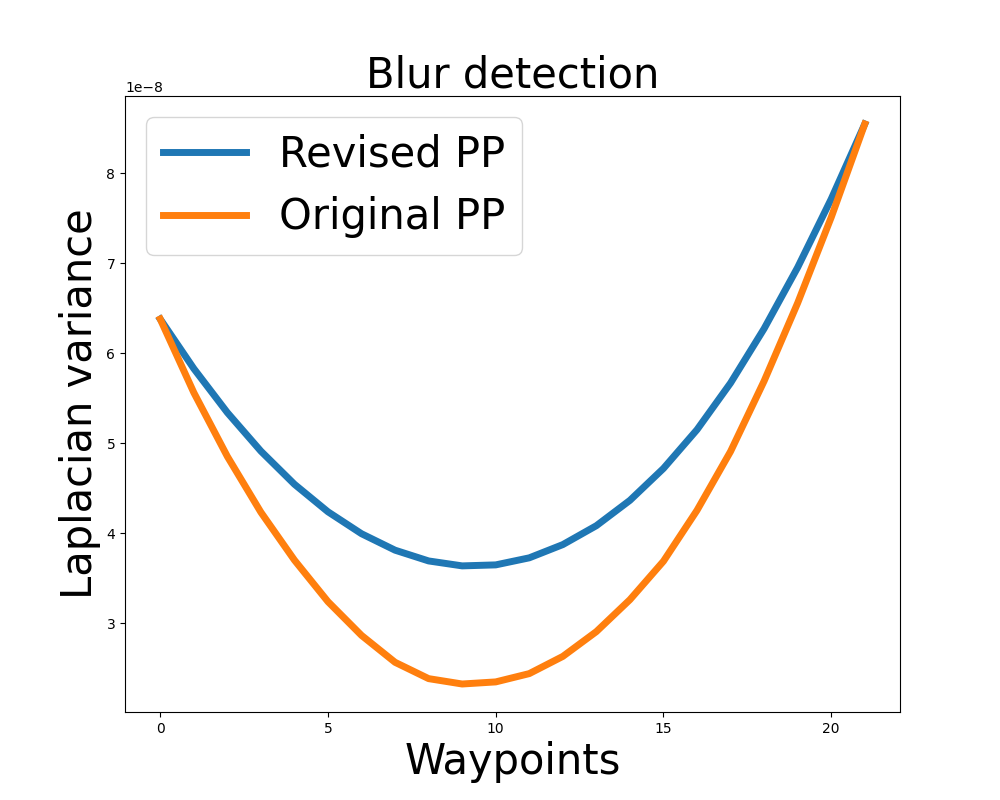 Blur detection
1e−8
Revised PP
Original PP
8
7
6
5
4
3
Laplacian variance
0 5 10 15 20
Waypoints